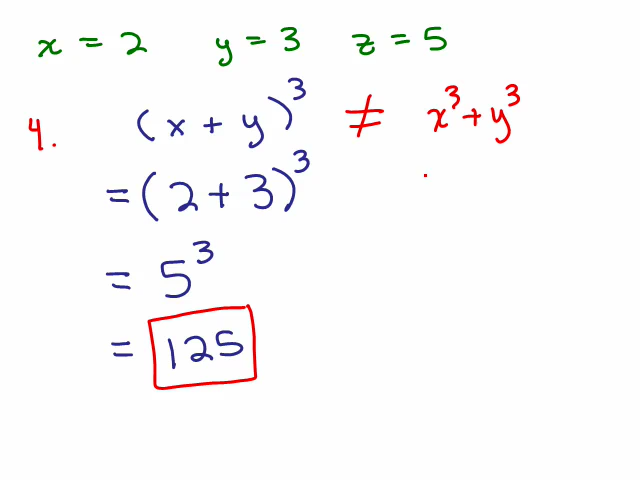 x = 2 y = 3 z = 5
4. (x + y)³ ≠ x³ + y³
= (2 + 3)³
= 5³
= 125